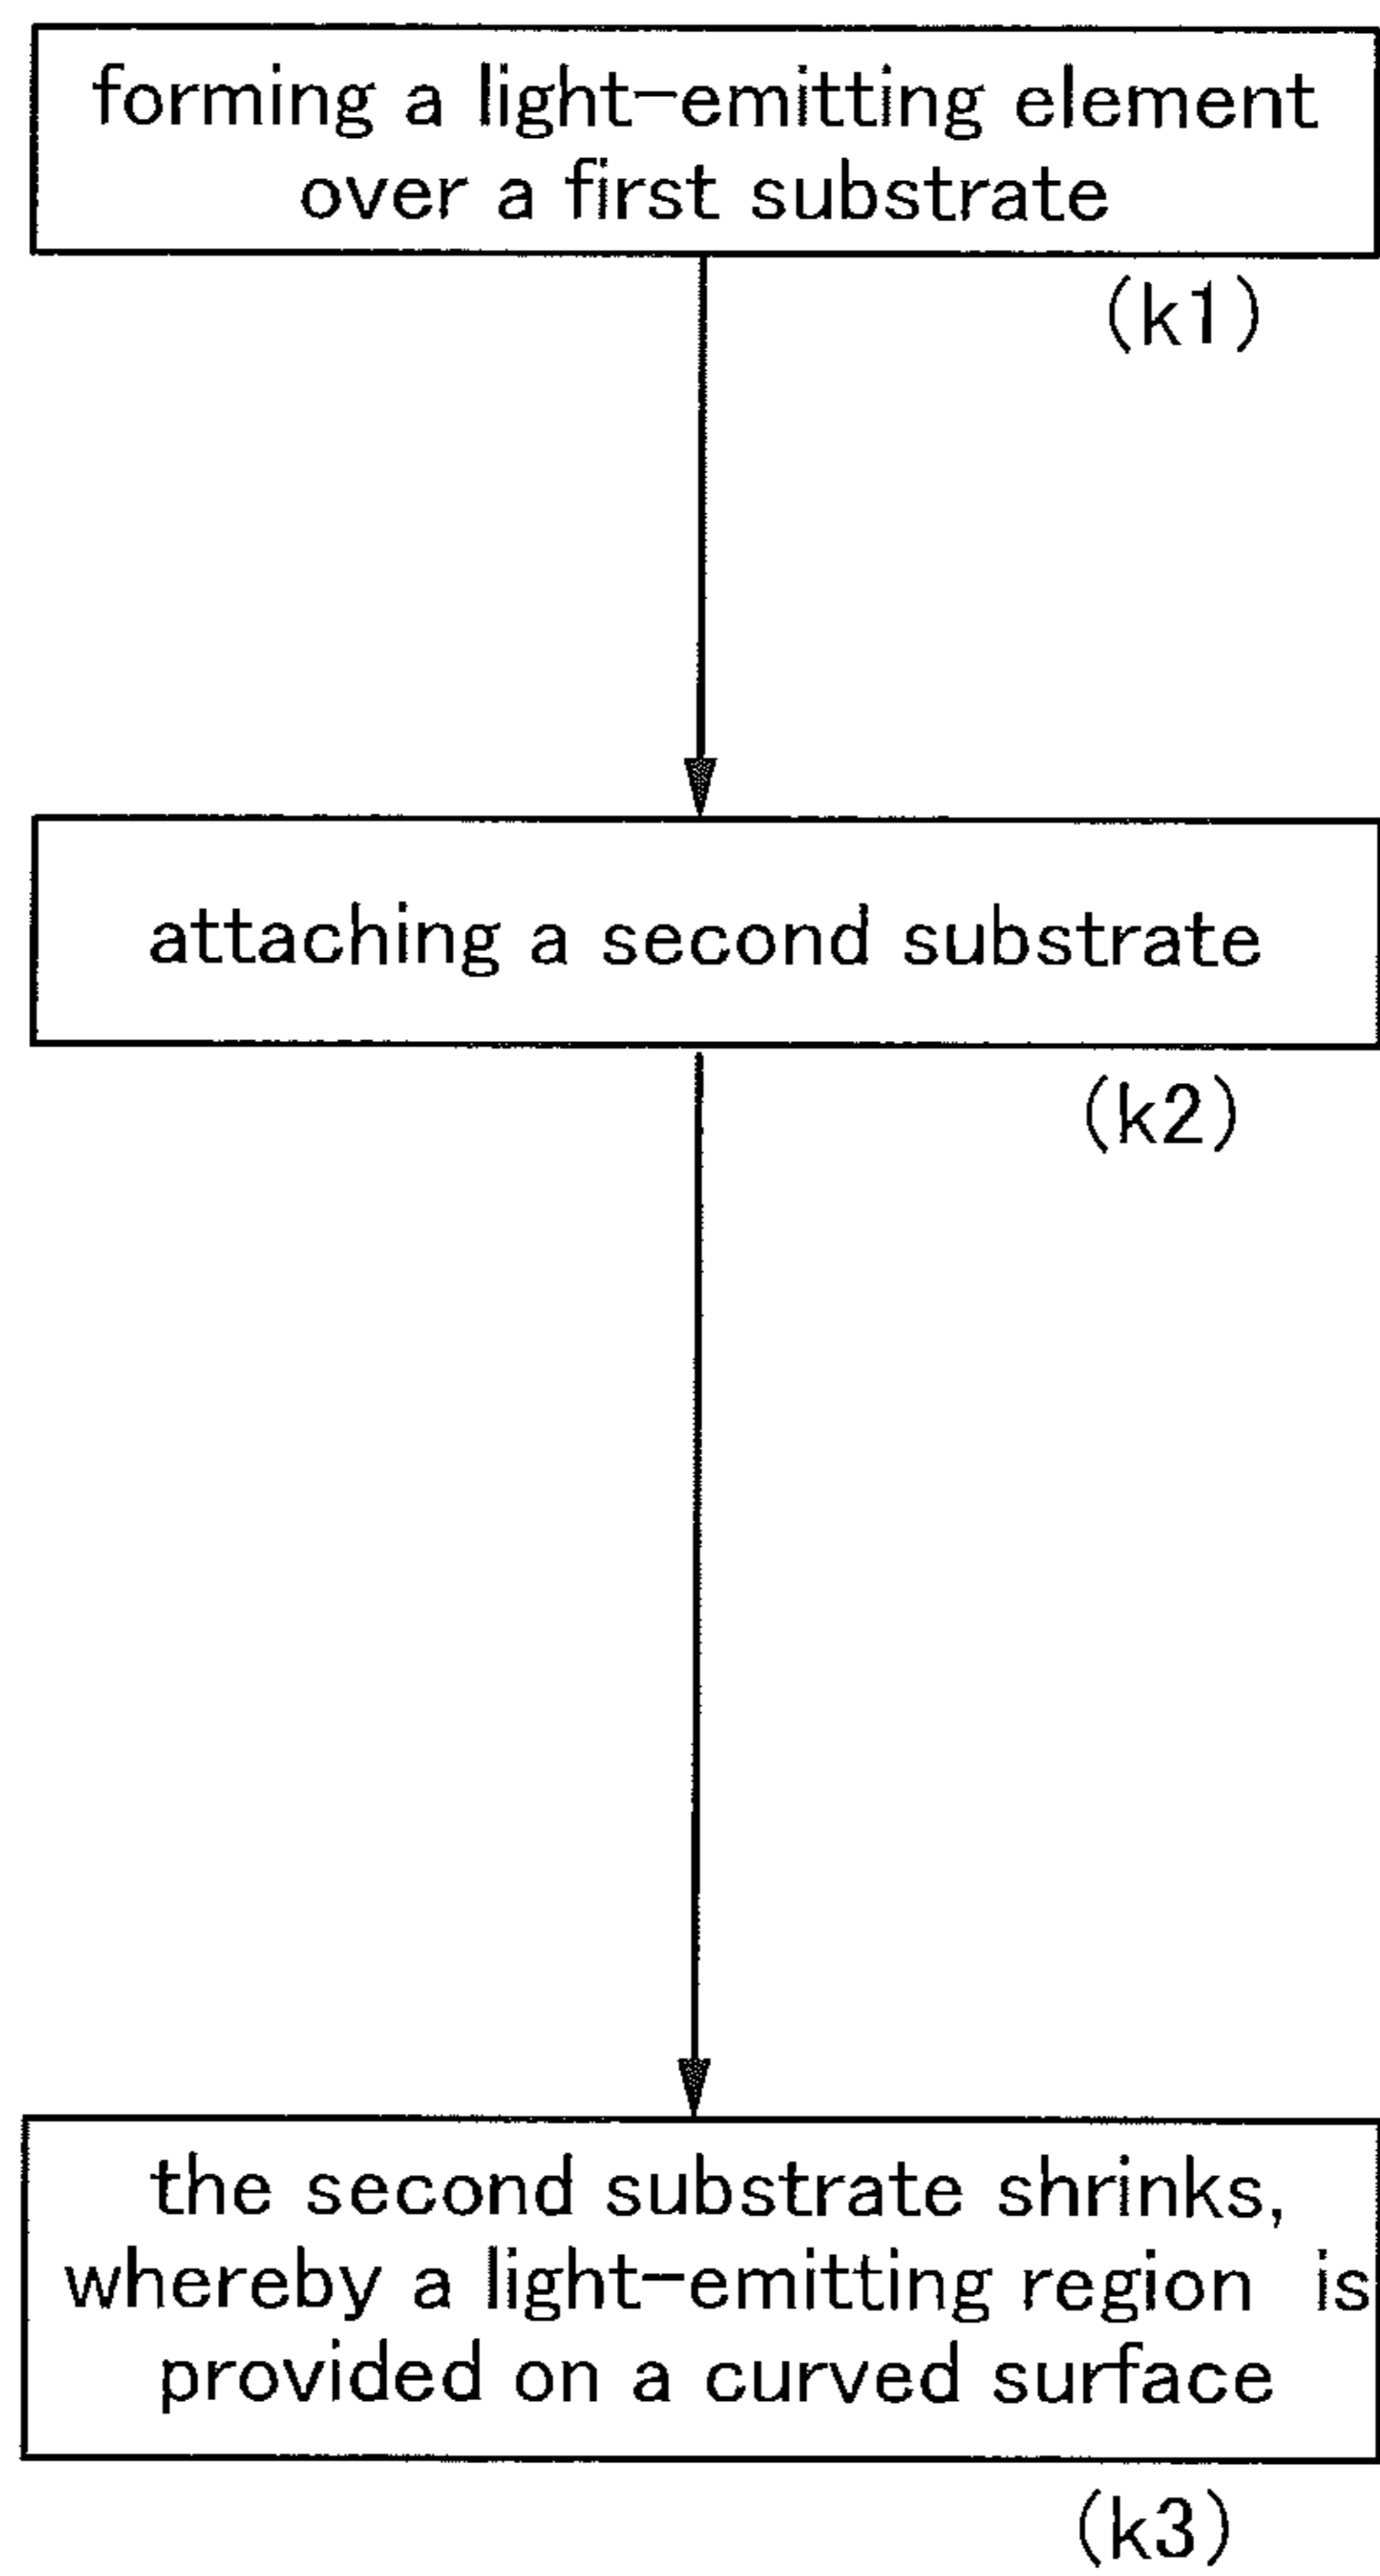 forming a light-emitting element
over a first substrate
(k1)
attaching a second substrate
(k2)
the second substrate shrinks,
whereby a light-emitting region is
provided on a curved surface
(k3)